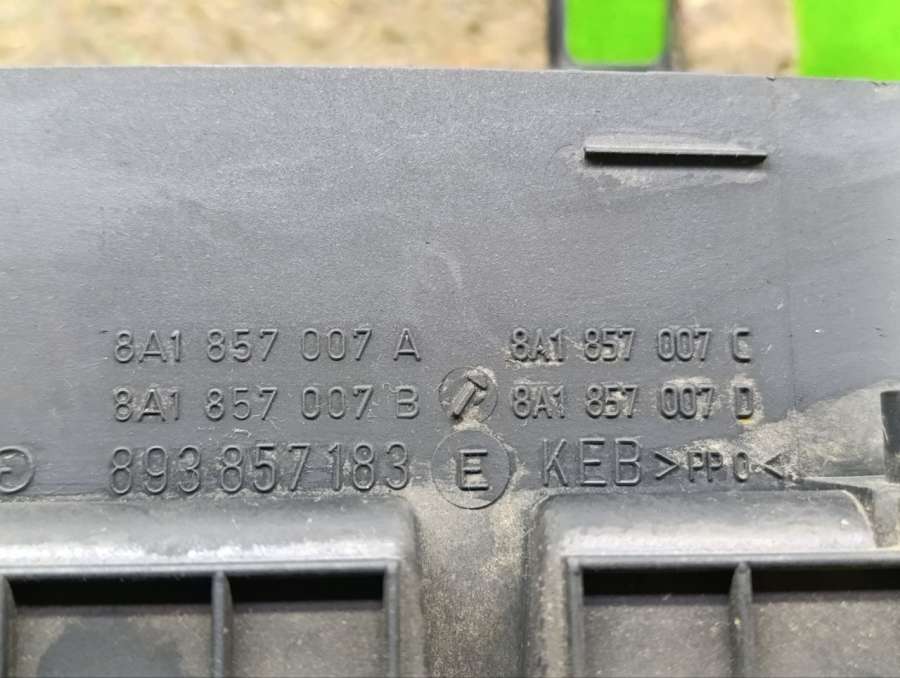 8A1 857 007 A 8A1 857 007 C
8A1 857 007 B 8A1 857 007 D
893 857 183 E KEB >PP 0<